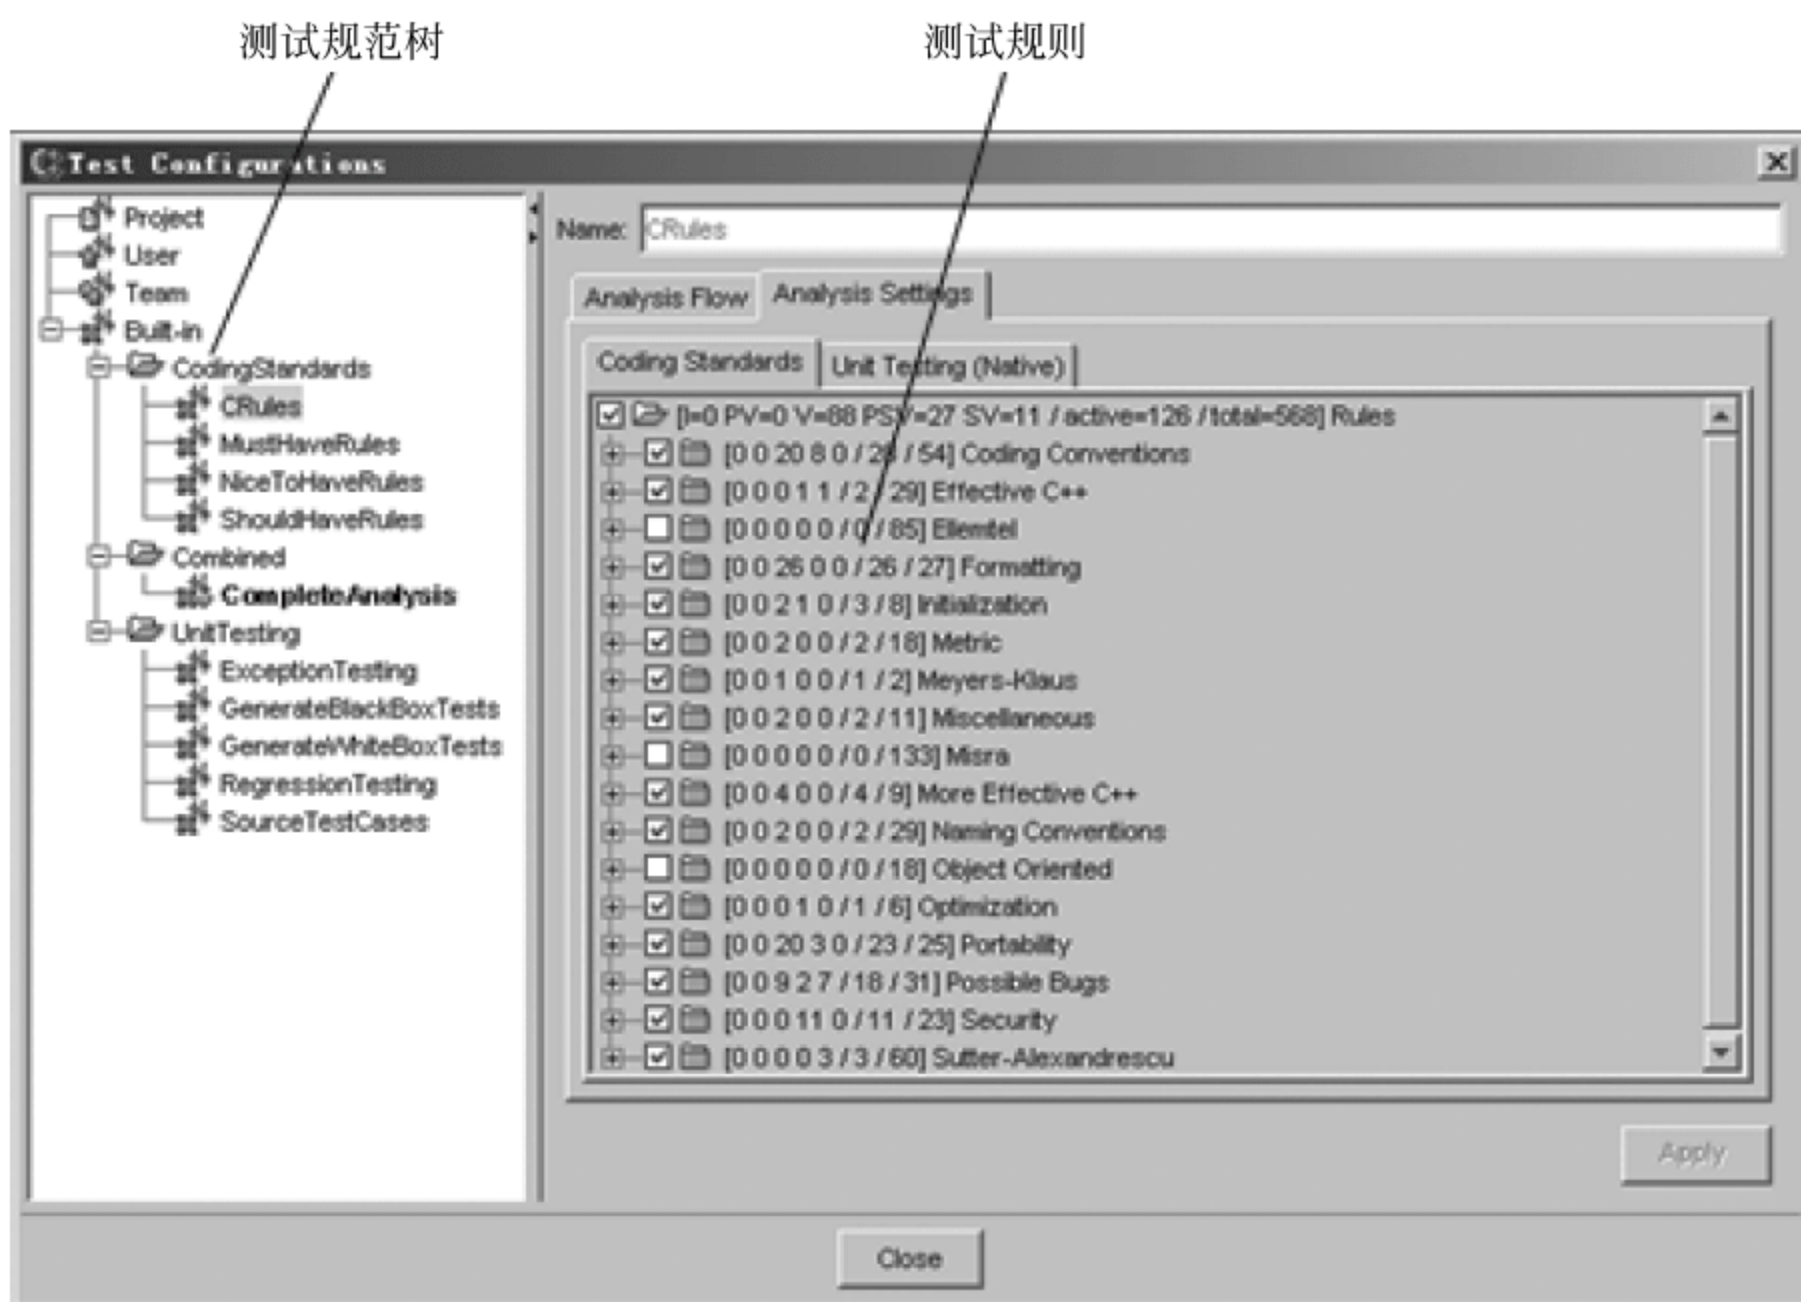 测试规范树
测试规则
Test Configurations
Project
User
Team
Built-in
CodingStandards
CRules
MustHaveRules
NiceToHaveRules
ShouldHaveRules
Combined
CompleteAnalysis
UnitTesting
ExceptionTesting
GenerateBlackBoxTests
GenerateWhiteBoxTests
RegressionTesting
SourceTestCases
Name: CRules
Analysis Flow
Analysis Settings
Coding Standards
Unit Testing (Native)
[I=0 PV=0 V=88 PSV=27 SV=11 / active=126 / total=568] Rules
[0 0 20 8 0 / 28 / 54] Coding Conventions
[0 0 0 1 1 / 2 / 29] Effective C++
[0 0 0 0 0 / 0 / 85] Ellemtel
[0 0 26 0 0 / 26 / 27] Formatting
[0 0 2 1 0 / 3 / 8] Initialization
[0 0 2 0 0 / 2 / 18] Metric
[0 0 1 0 0 / 1 / 2] Meyers-Klaus
[0 0 2 0 0 / 2 / 11] Miscellaneous
[0 0 0 0 0 / 0 / 133] Misra
[0 0 4 0 0 / 4 / 9] More Effective C++
[0 0 2 0 0 / 2 / 29] Naming Conventions
[0 0 0 0 0 / 0 / 18] Object Oriented
[0 0 0 1 0 / 1 / 6] Optimization
[0 0 20 3 0 / 23 / 25] Portability
[0 0 9 2 7 / 18 / 31] Possible Bugs
[0 0 0 11 0 / 11 / 23] Security
[0 0 0 0 3 / 3 / 60] Sutter-Alexandrescu
Apply
Close